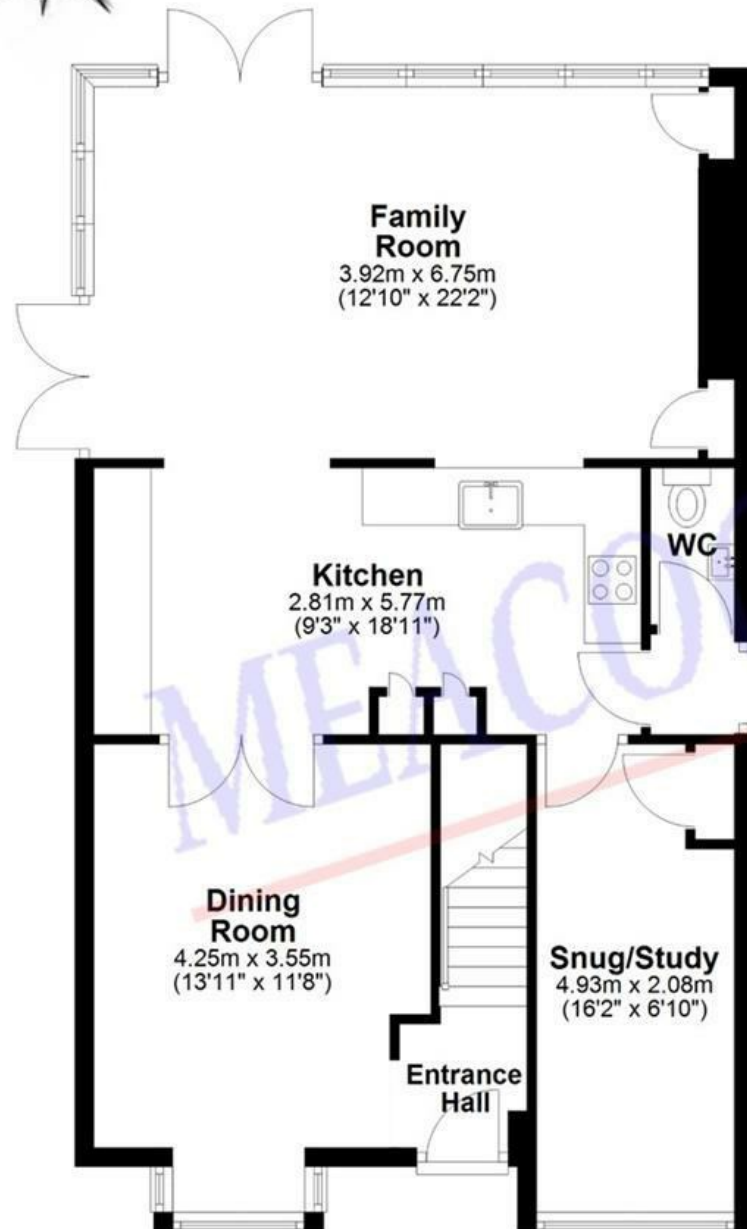 Family
Room
3.92m x 6.75m
(12'10" x 22'2")
Kitchen
2.81m x 5.77m
(9'3" x 18'11")
WC
Dining
Room
4.25m x 3.55m
(13'11" x 11'8")
Snug/Study
4.93m x 2.08m
(16'2" x 6'10")
Entrance
Hall